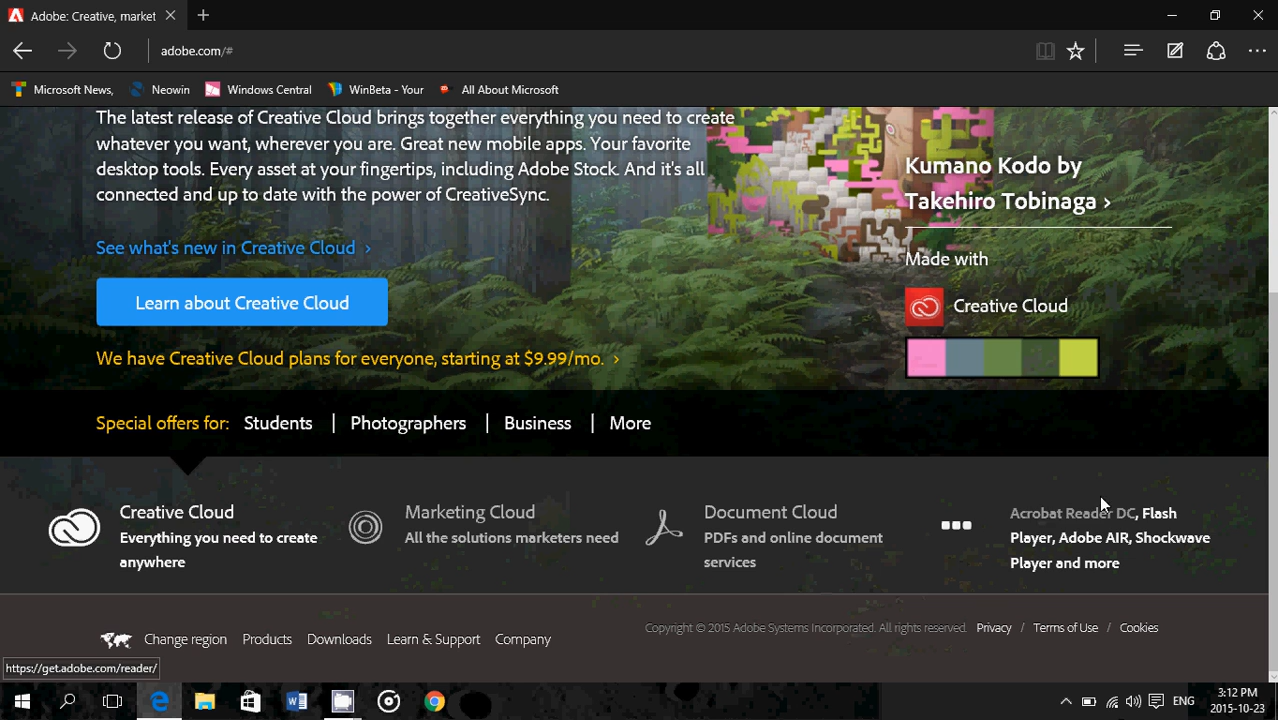 Adobe: Creative, market
adobe.com/#
Microsoft News,
Neowin
Windows Central
WinBeta - Your
All About Microsoft
The latest release of Creative Cloud brings together everything you need to create
whatever you want, wherever you are. Great new mobile apps. Your favorite
desktop tools. Every asset at your fingertips, including Adobe Stock. And it's all
connected and up to date with the power of CreativeSync.
See what's new in Creative Cloud ›
Learn about Creative Cloud
We have Creative Cloud plans for everyone, starting at $9.99/mo. ›
Kumano Kodo by
Takehiro Tobinaga ›
Made with
Creative Cloud
Special offers for: Students | Photographers | Business | More
Creative Cloud
Everything you need to create
anywhere
Marketing Cloud
All the solutions marketers need
Document Cloud
PDFs and online document
services
Acrobat Reader DC, Flash
Player, Adobe AIR, Shockwave
Player and more
Change region Products Downloads Learn & Support Company
Copyright © 2015 Adobe Systems Incorporated. All rights reserved. Privacy / Terms of Use / Cookies
https://get.adobe.com/reader/
ENG
3:12 PM
2015-10-23